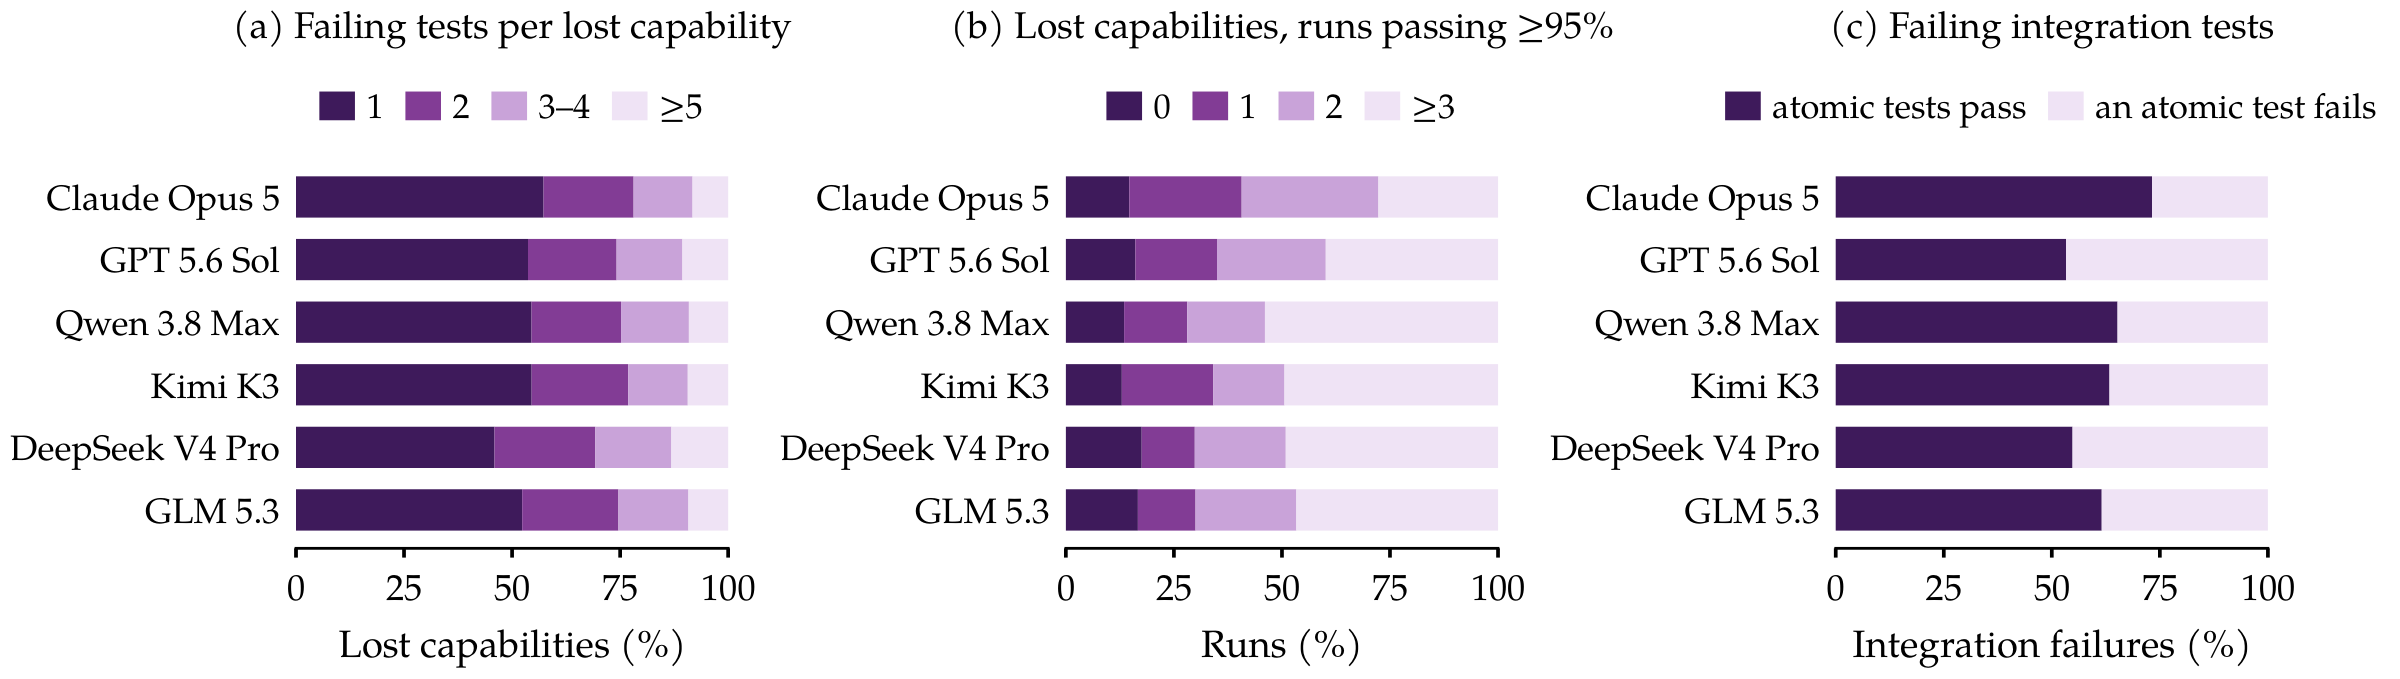 (a) Failing tests per lost capability
1 2 3–4 ≥5
Claude Opus 5
GPT 5.6 Sol
Qwen 3.8 Max
Kimi K3
DeepSeek V4 Pro
GLM 5.3
0 25 50 75 100
Lost capabilities (%)
(b) Lost capabilities, runs passing ≥95%
0 1 2 ≥3
Claude Opus 5
GPT 5.6 Sol
Qwen 3.8 Max
Kimi K3
DeepSeek V4 Pro
GLM 5.3
0 25 50 75 100
Runs (%)
(c) Failing integration tests
atomic tests pass an atomic test fails
Claude Opus 5
GPT 5.6 Sol
Qwen 3.8 Max
Kimi K3
DeepSeek V4 Pro
GLM 5.3
0 25 50 75 100
Integration failures (%)